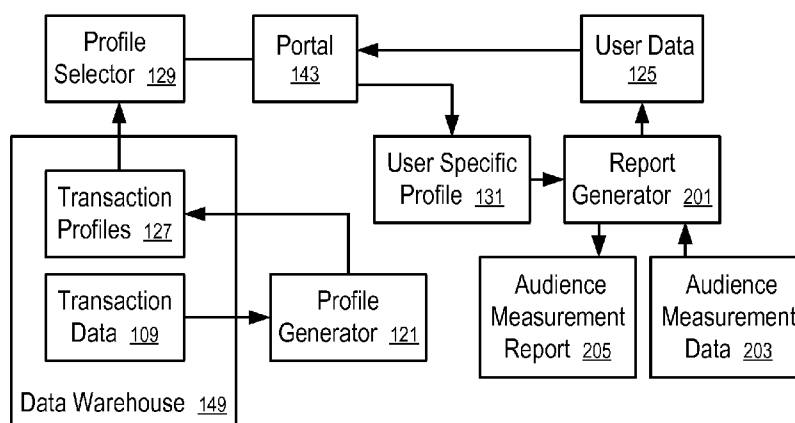 Profile
Selector 129
Portal
143
User Data
125
User Specific
Profile 131
Report
Generator 201
Transaction
Profiles 127
Transaction
Data 109
Profile
Generator 121
Audience
Measurement
Report 205
Audience
Measurement
Data 203
Data Warehouse 149